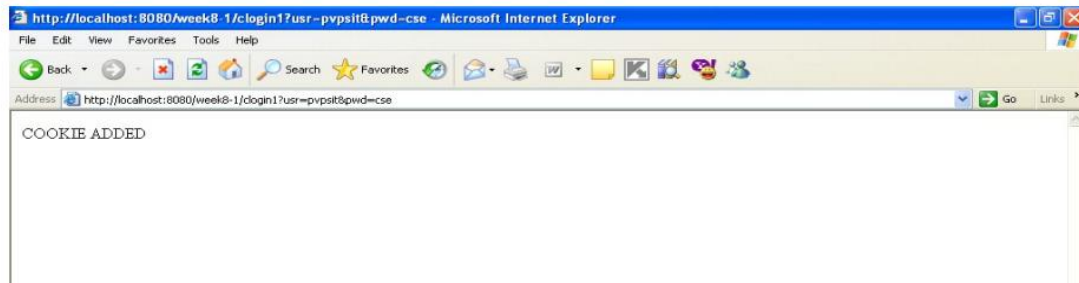 http://localhost:8080/week8-1/clogin1?usr=pvpsit&pwd=cse - Microsoft Internet Explorer
File Edit View Favorites Tools Help
Back Search Favorites
Address http://localhost:8080/week8-1/clogin1?usr=pvpsit&pwd=cse Go Links »
COOKIE ADDED